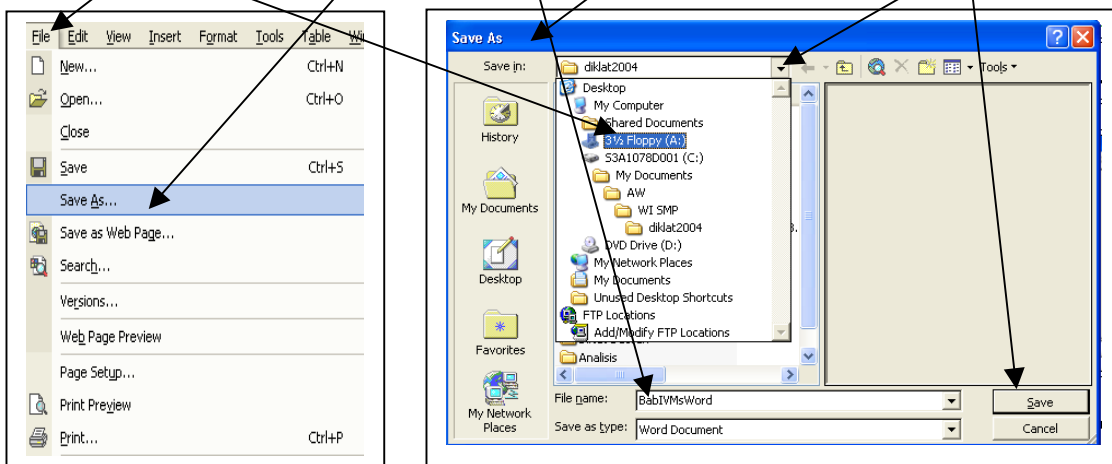 File Edit View Insert Format Tools Table
New... Ctrl+N
Open... Ctrl+O
Close
Save Ctrl+S
Save As...
Save as Web Page...
Search...
Versions...
Web Page Preview
Page Setup...
Print Preview
Print... Ctrl+P
Save As
Save in: diklat2004 Tools
History
My Documents
Desktop
Favorites
My Network
Places
Desktop
My Computer
Shared Documents
3½ Floppy (A:)
S3A1078D001 (C:)
My Documents
AW
WI SMP
diklat2004
DVD Drive (D:)
My Network Places
My Documents
Unused Desktop Shortcuts
FTP Locations
Add/Modify FTP Locations
Analisis
File name: BabIVMsWord Save
Save as type: Word Document Cancel